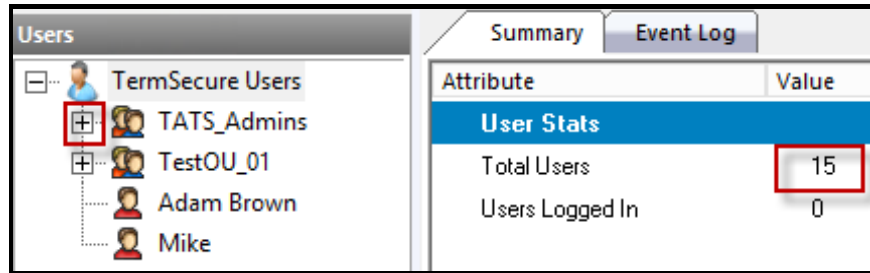 Users
TermSecure Users
TATS_Admins
TestOU_01
Adam Brown
Mike
Summary Event Log
Attribute Value
User Stats
Total Users 15
Users Logged In 0